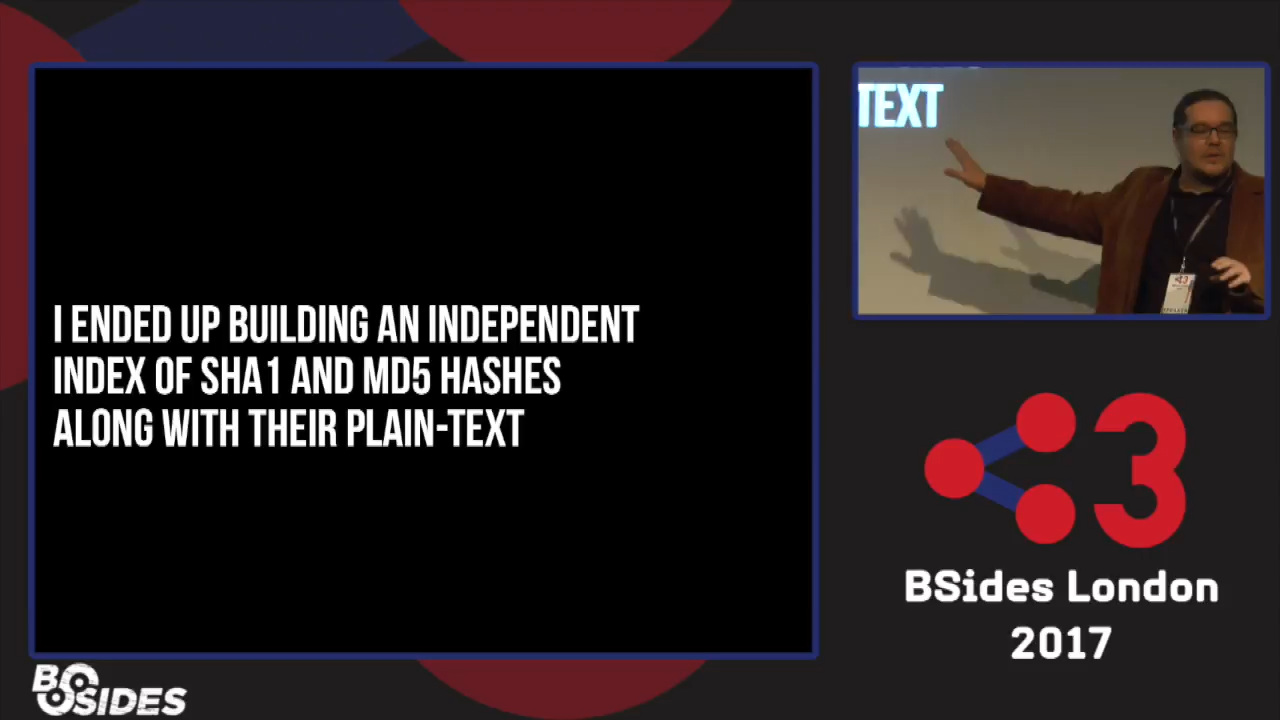 I ENDED UP BUILDING AN INDEPENDENT
INDEX OF SHA1 AND MD5 HASHES
ALONG WITH THEIR PLAIN-TEXT
TEXT
<3
BSides London
2017
BSIDES